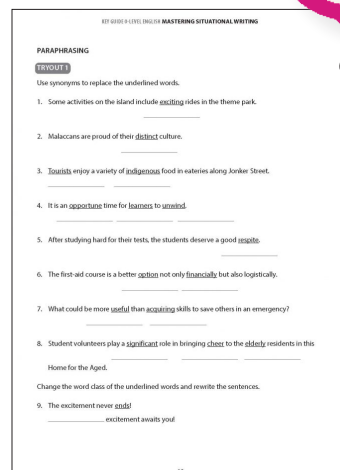 KEY GUIDE O-LEVEL ENGLISH MASTERING SITUATIONAL WRITING
PARAPHRASING
TRYOUT 1
Use synonyms to replace the underlined words.
1. Some activities on the island include exciting rides in the theme park.
2. Malaccans are proud of their distinct culture.
3. Tourists enjoy a variety of indigenous food in eateries along Jonker Street.
4. It is an opportune time for learners to unwind.
5. After studying hard for their tests, the students deserve a good respite.
6. The first-aid course is a better option not only financially but also logistically.
7. What could be more useful than acquiring skills to save others in an emergency?
8. Student volunteers play a significant role in bringing cheer to the elderly residents in this
Home for the Aged.
Change the word class of the underlined words and rewrite the sentences.
9. The excitement never ends!
excitement awaits you!